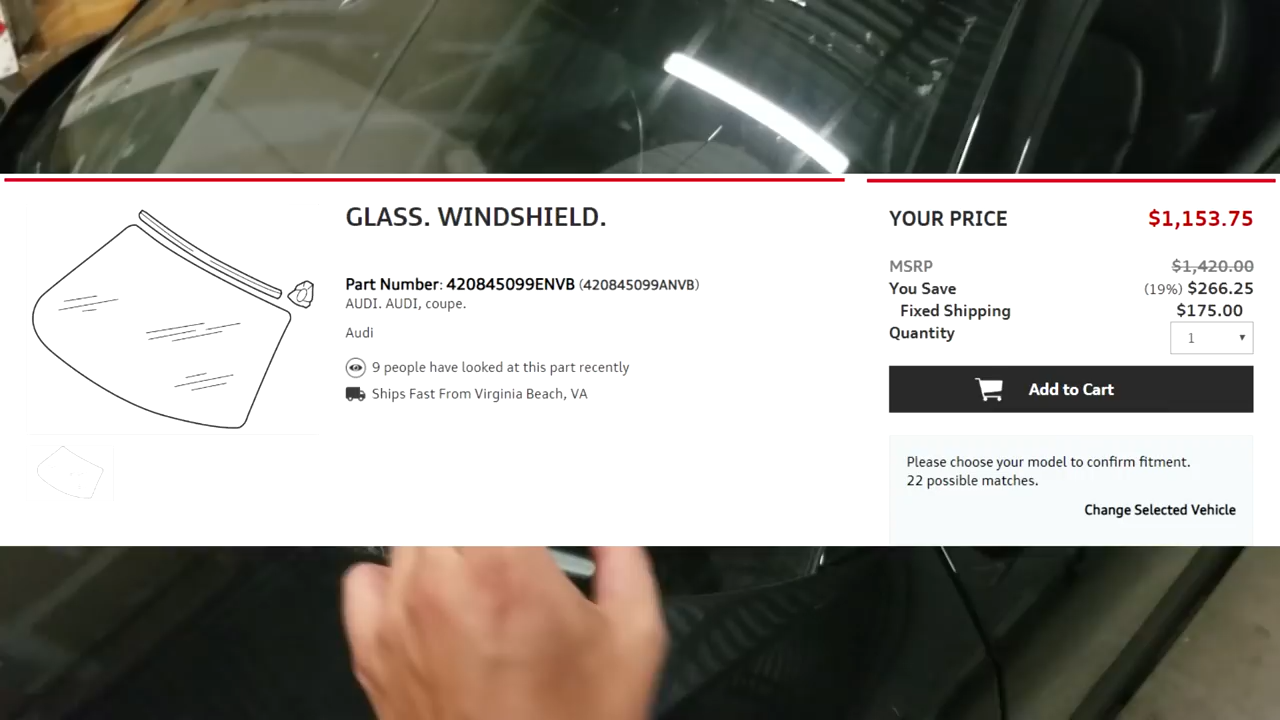 GLASS. WINDSHIELD.
Part Number: 420845099ENVB (420845099ANVB)
AUDI. AUDI, coupe.
Audi
9 people have looked at this part recently
Ships Fast From Virginia Beach, VA
YOUR PRICE $1,153.75
MSRP $1,420.00
You Save (19%) $266.25
Fixed Shipping $175.00
Quantity 1
Add to Cart
Please choose your model to confirm fitment.
22 possible matches.
Change Selected Vehicle